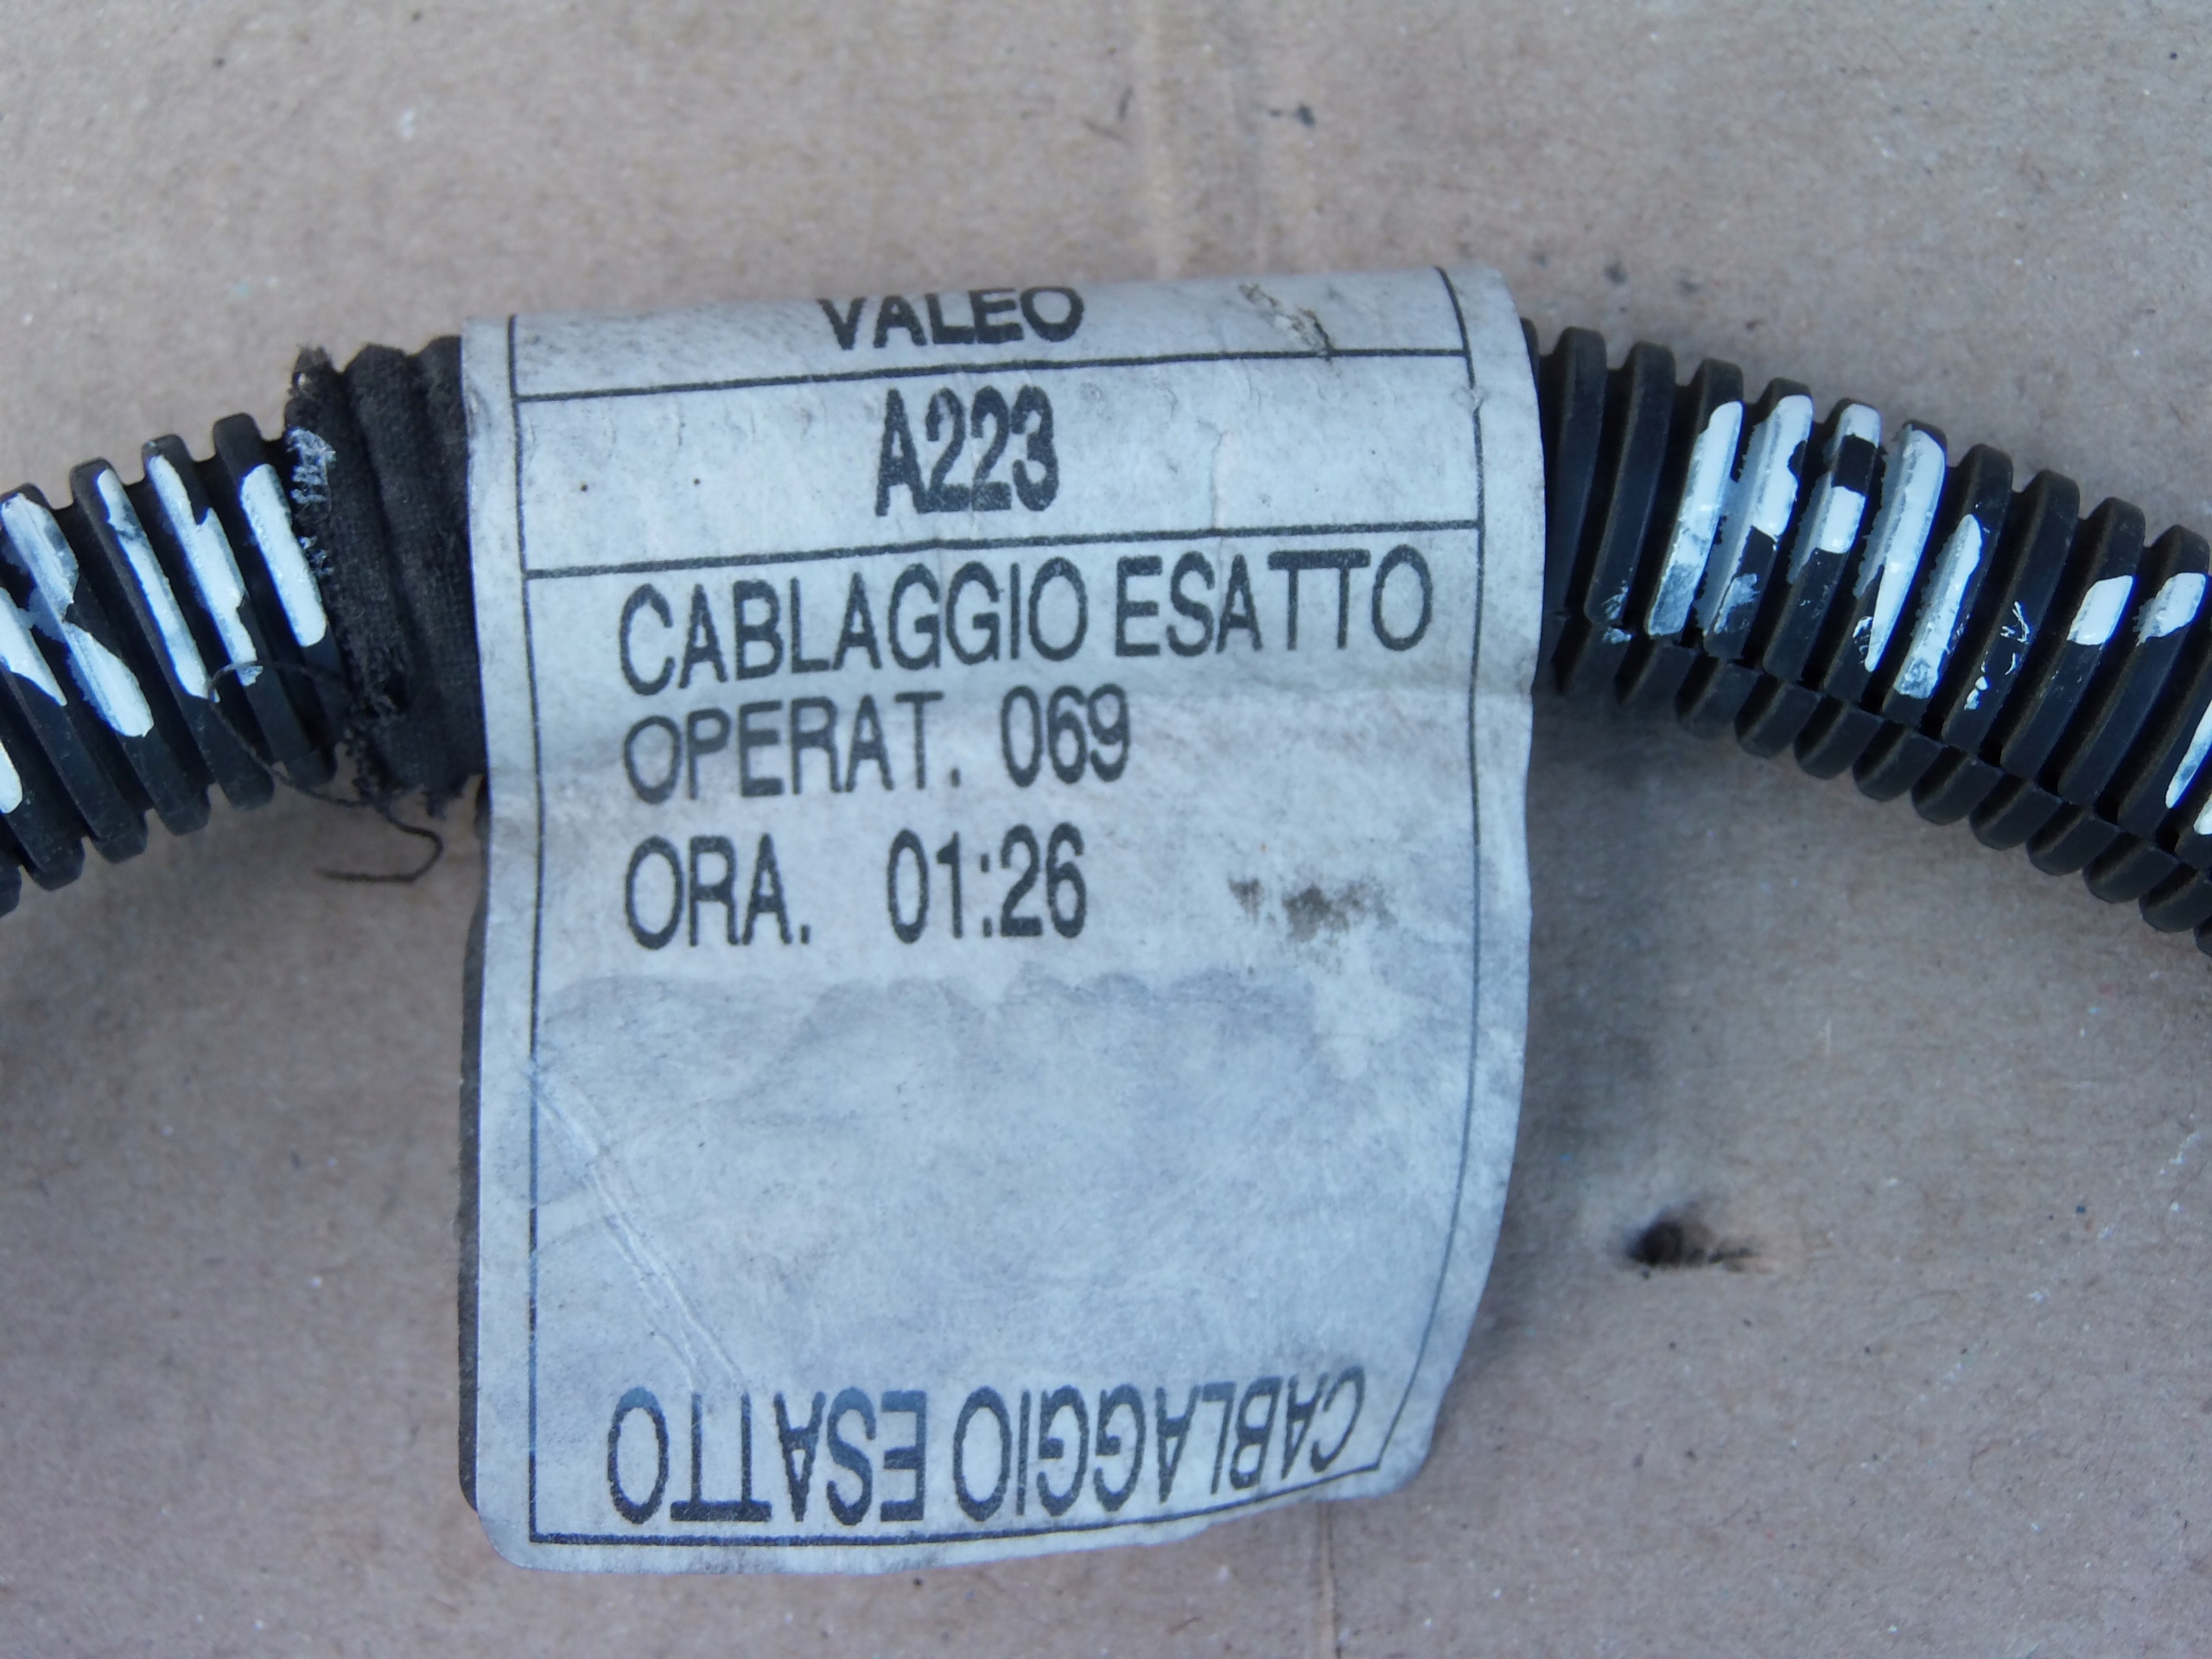 VALEO
A223
CABLAGGIO ESATTO
OPERAT. 069
ORA. 01:26
CABLAGGIO ESATTO